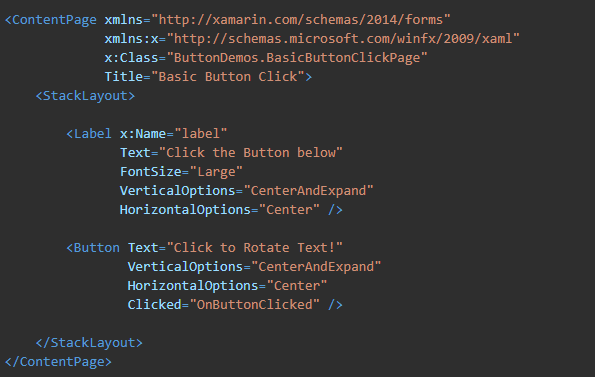 <ContentPage xmlns="http://xamarin.com/schemas/2014/forms"
             xmlns:x="http://schemas.microsoft.com/winfx/2009/xaml"
             x:Class="ButtonDemos.BasicButtonClickPage"
             Title="Basic Button Click">
    <StackLayout>

        <Label x:Name="label"
               Text="Click the Button below"
               FontSize="Large"
               VerticalOptions="CenterAndExpand"
               HorizontalOptions="Center" />

        <Button Text="Click to Rotate Text!"
                VerticalOptions="CenterAndExpand"
                HorizontalOptions="Center"
                Clicked="OnButtonClicked" />

    </StackLayout>
</ContentPage>